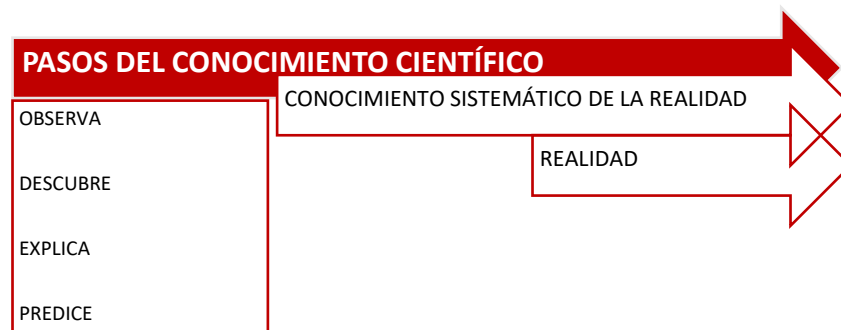 PASOS DEL CONOCIMIENTO CIENTÍFICO
CONOCIMIENTO SISTEMÁTICO DE LA REALIDAD
OBSERVA
REALIDAD
DESCUBRE
EXPLICA
PREDICE